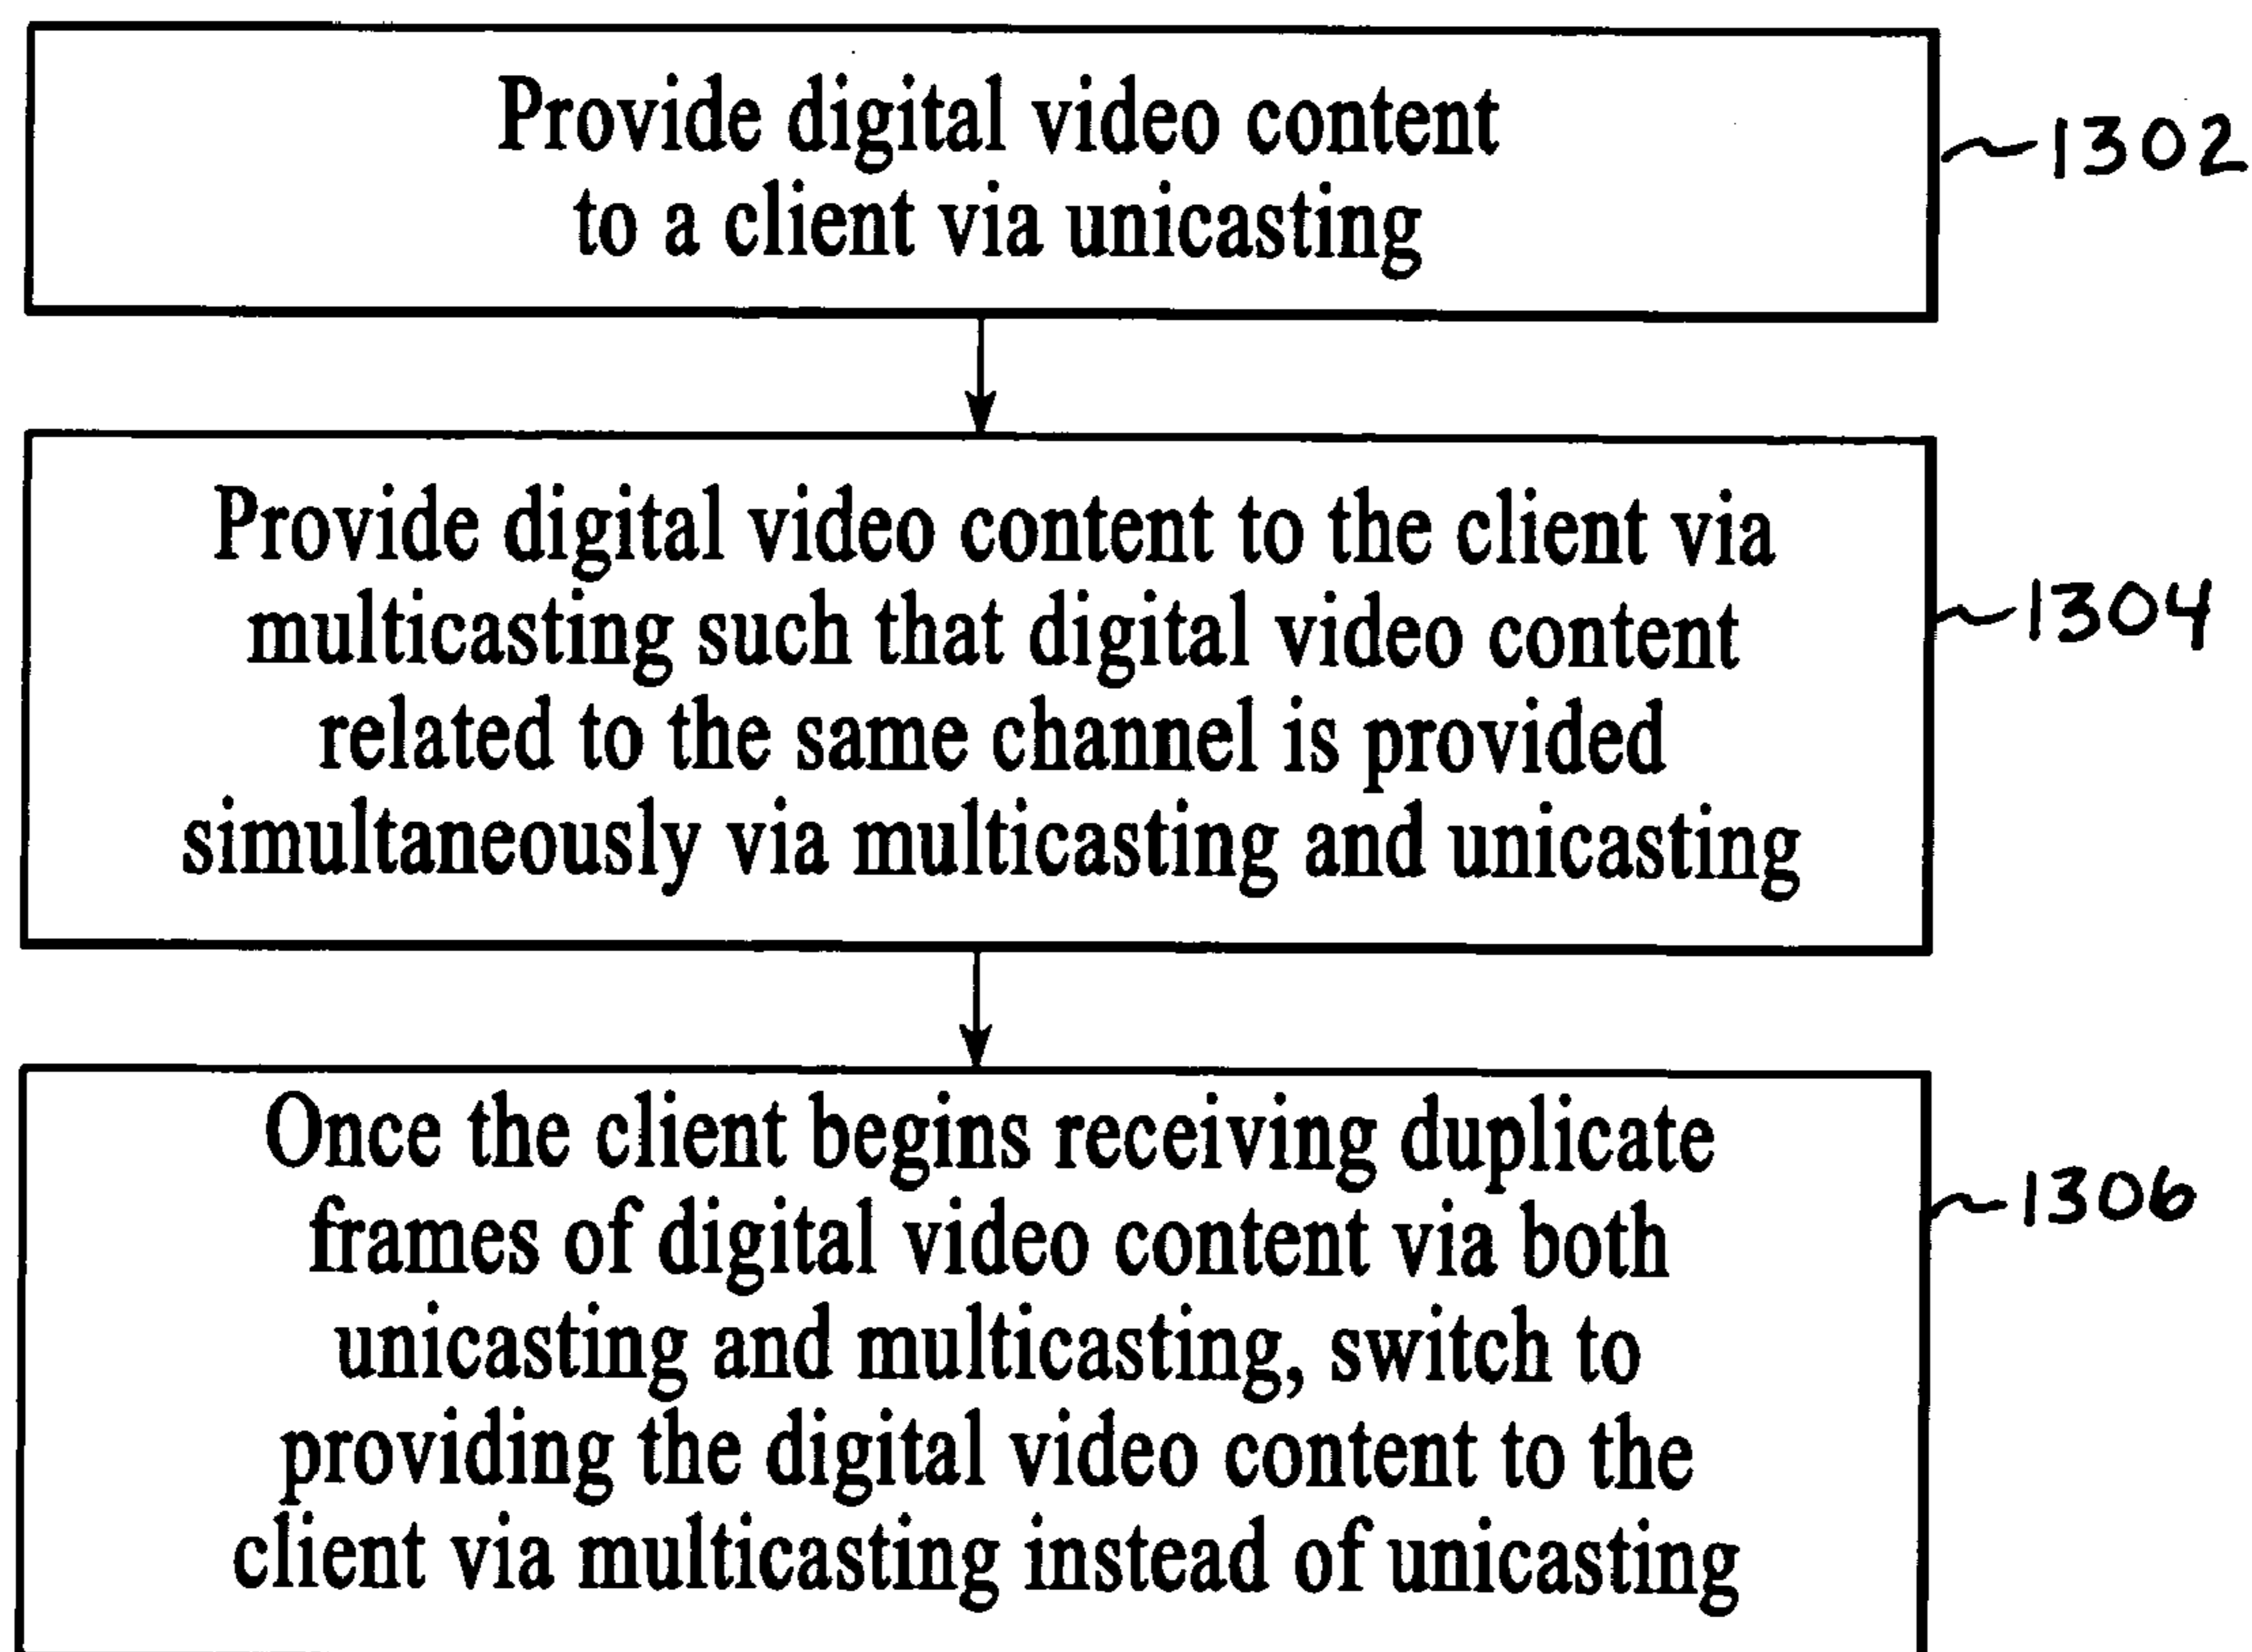 Provide digital video content
to a client via unicasting
1302
Provide digital video content to the client via
multicasting such that digital video content
related to the same channel is provided
simultaneously via multicasting and unicasting
1304
Once the client begins receiving duplicate
frames of digital video content via both
unicasting and multicasting, switch to
providing the digital video content to the
client via multicasting instead of unicasting
1306